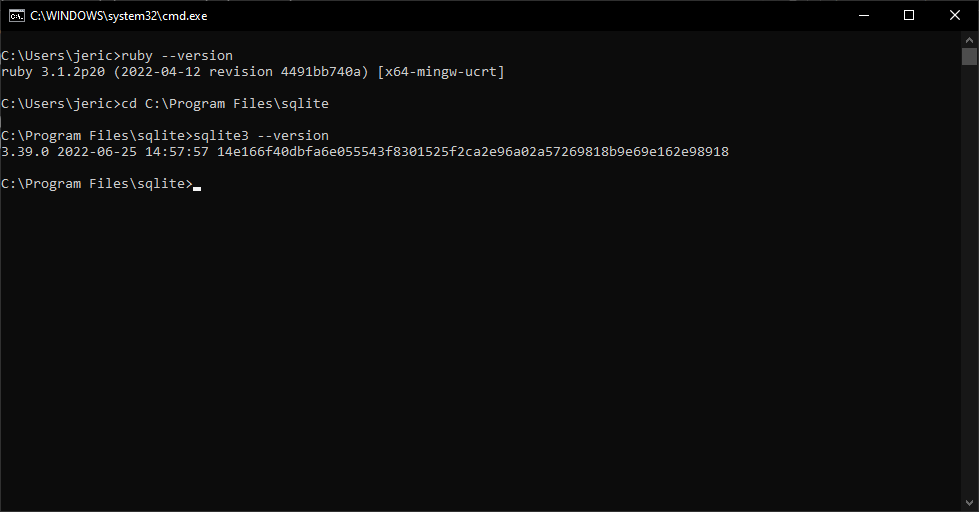 C:\WINDOWS\system32\cmd.exe
C:\Users\jeric>ruby --version
ruby 3.1.2p20 (2022-04-12 revision 4491bb740a) [x64-mingw-ucrt]
C:\Users\jeric>cd C:\Program Files\sqlite
C:\Program Files\sqlite>sqlite3 --version
3.39.0 2022-06-25 14:57:57 14e166f40dbfa6e055543f8301525f2ca2e96a02a57269818b9e69e162e98918
C:\Program Files\sqlite>